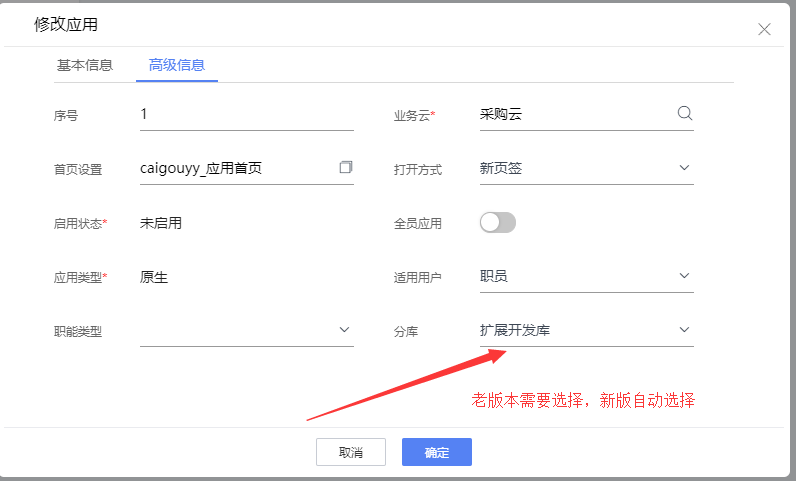 修改应用
基本信息 高级信息
序号 1 业务云* 采购云
首页设置 caigouyy_应用首页 打开方式 新页签
启用状态* 未启用 全员应用
应用类型* 原生 适用用户 职员
职能类型 分库 扩展开发库
老版本需要选择，新版自动选择
取消 确定